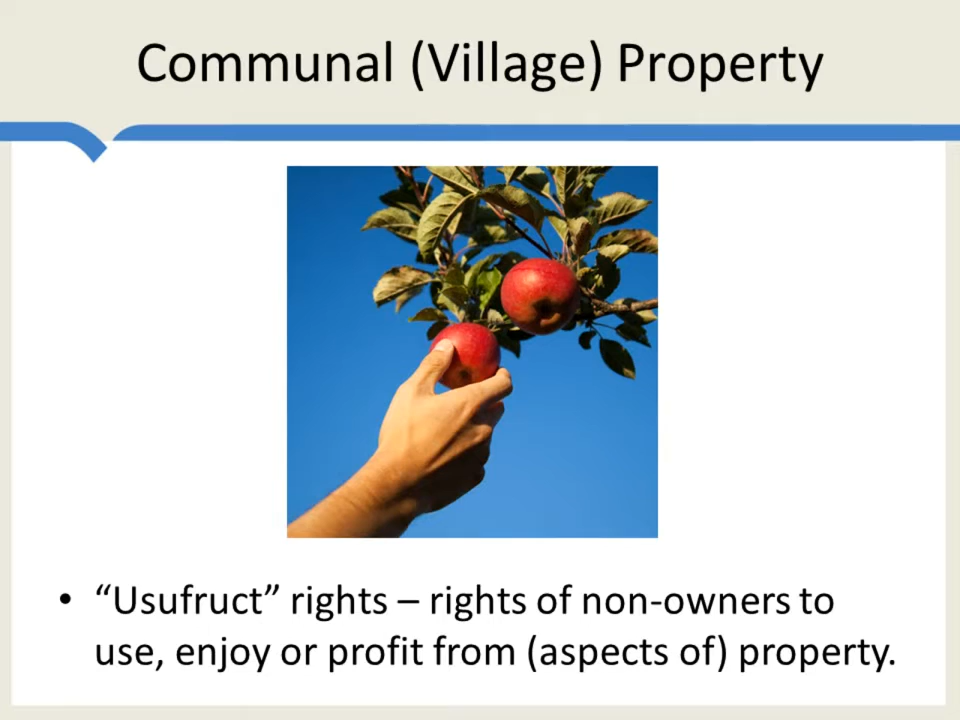 Communal (Village) Property
• “Usufruct” rights – rights of non-owners to
use, enjoy or profit from (aspects of) property.